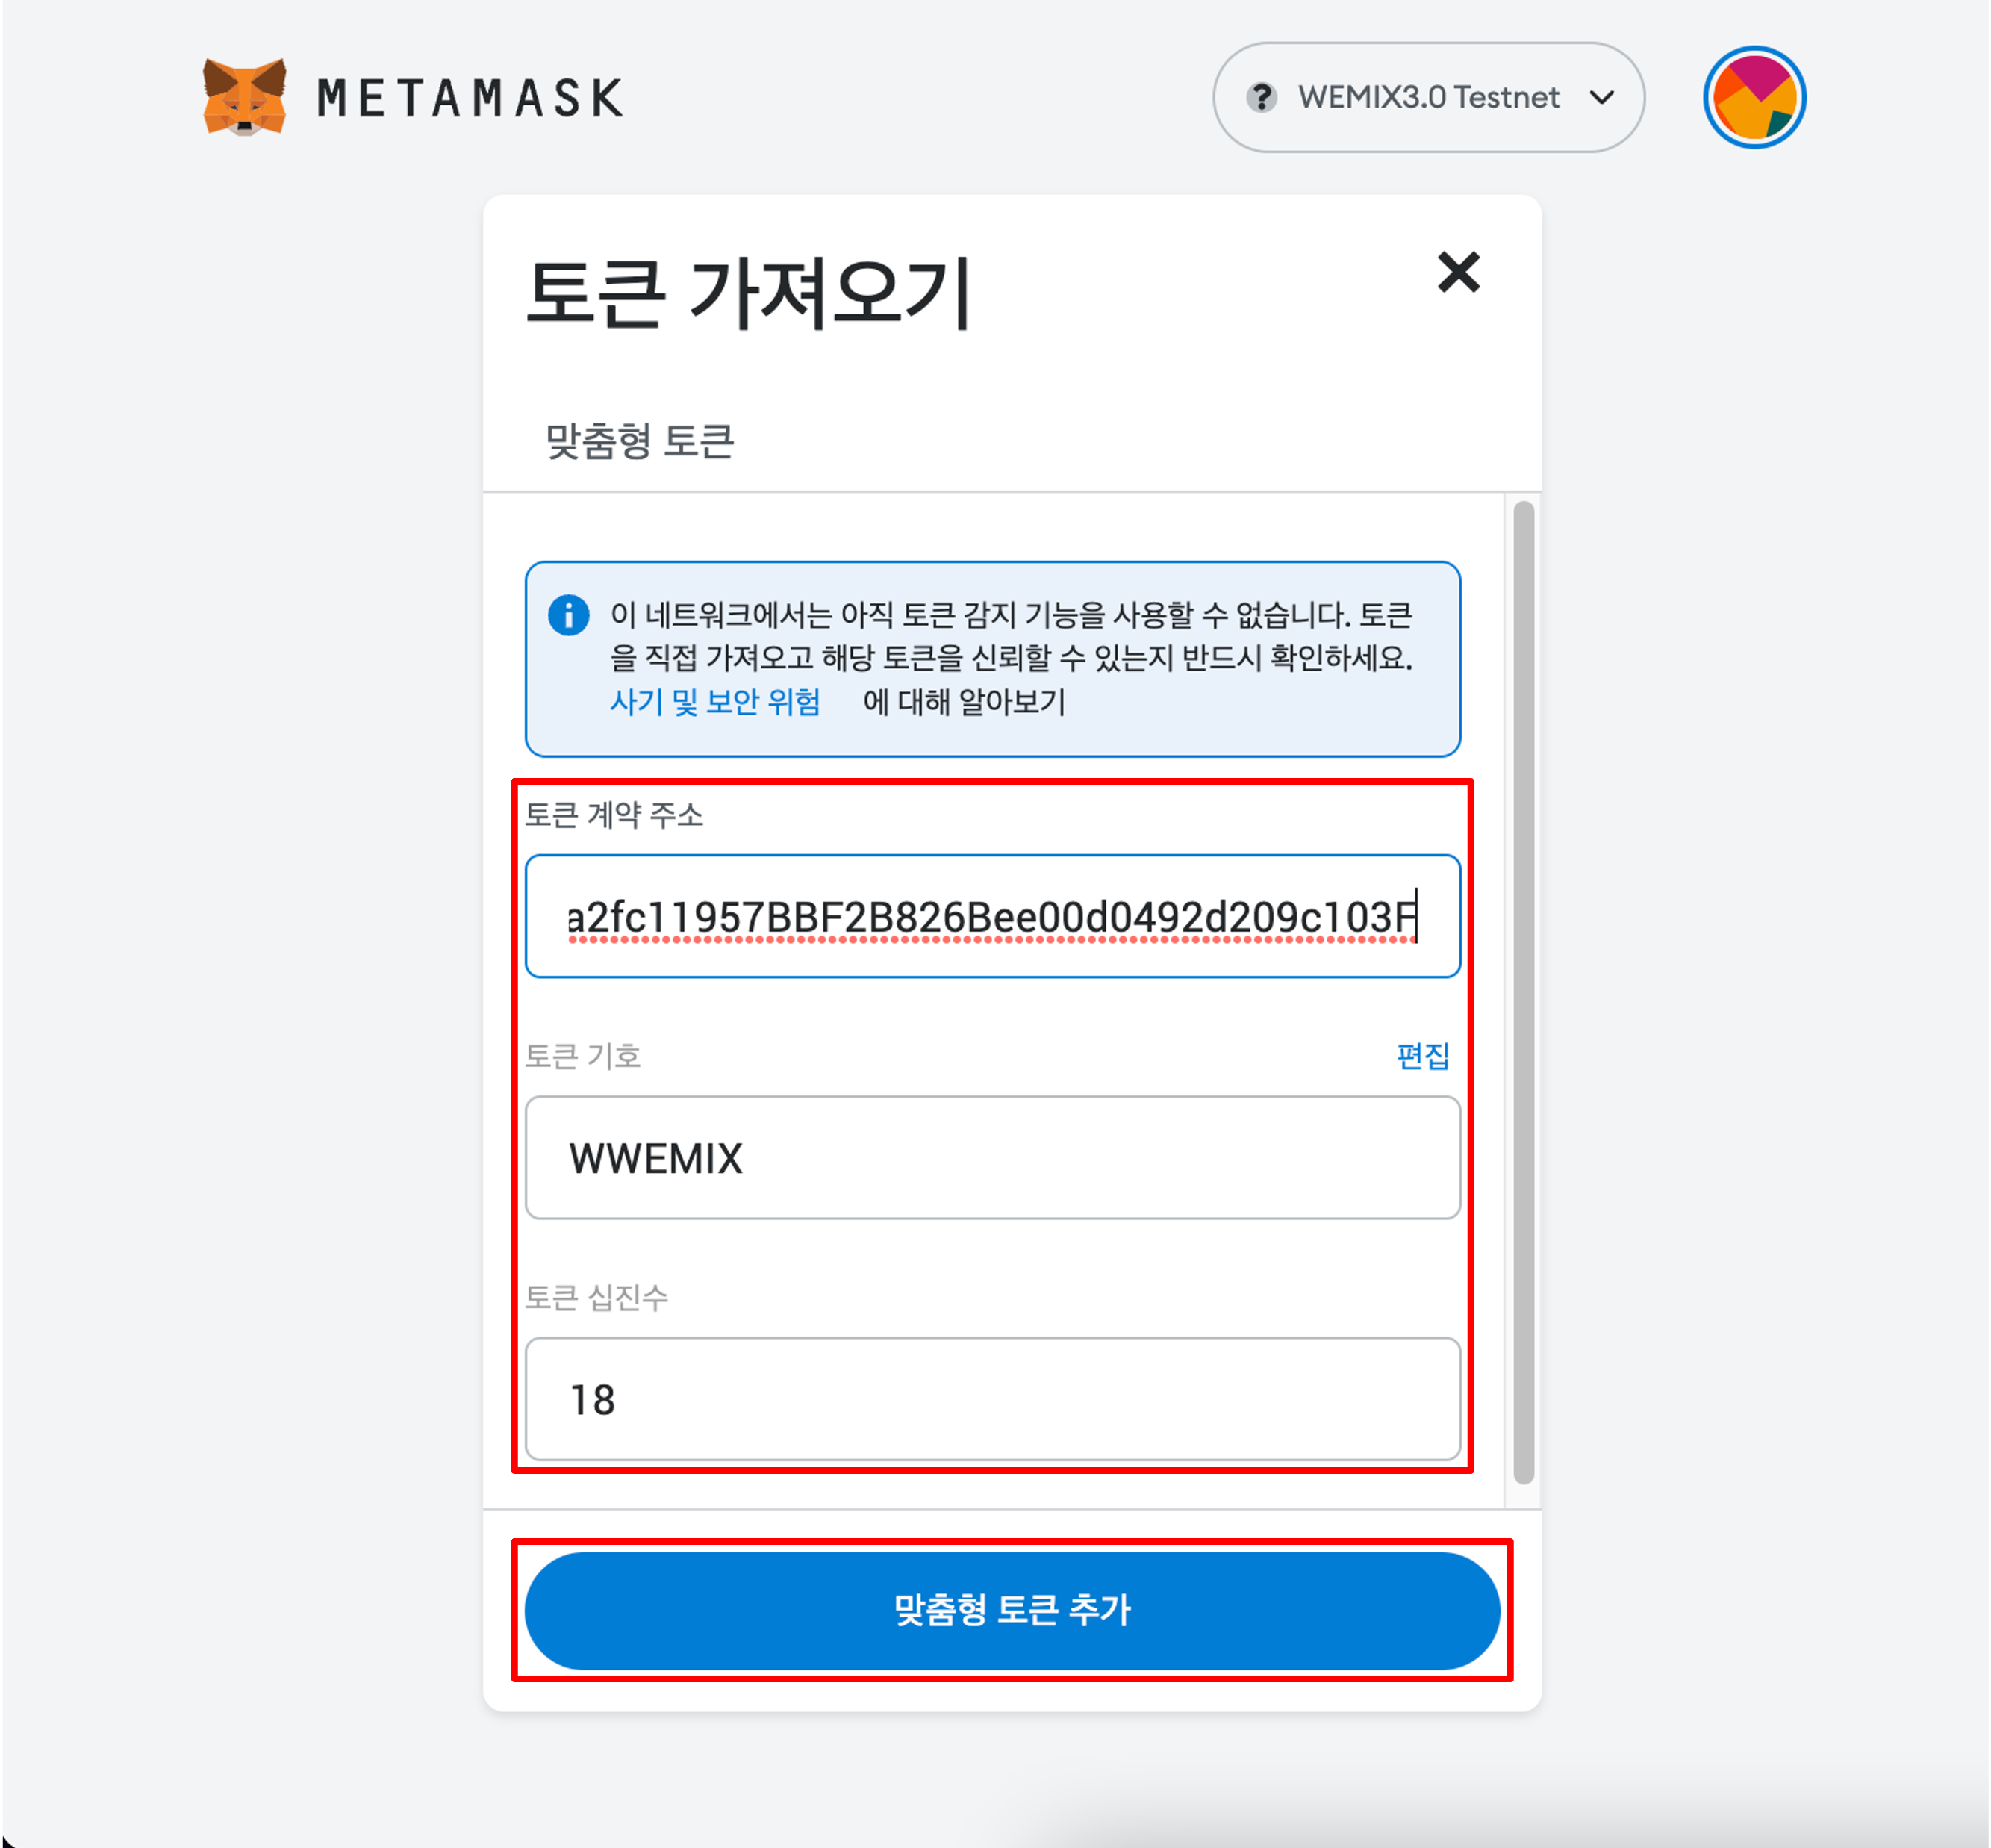 METAMASK
WEMIX3.0 Testnet
토큰 가져오기
맞춤형 토큰
이 네트워크에서는 아직 토큰 감지 기능을 사용할 수 없습니다. 토큰
을 직접 가져오고 해당 토큰을 신뢰할 수 있는지 반드시 확인하세요.
사기 및 보안 위험 에 대해 알아보기
토큰 계약 주소
a2fc11957BBF2B826Bee00d0492d209c103F
토큰 기호
편집
WWEMIX
토큰 십진수
18
맞춤형 토큰 추가